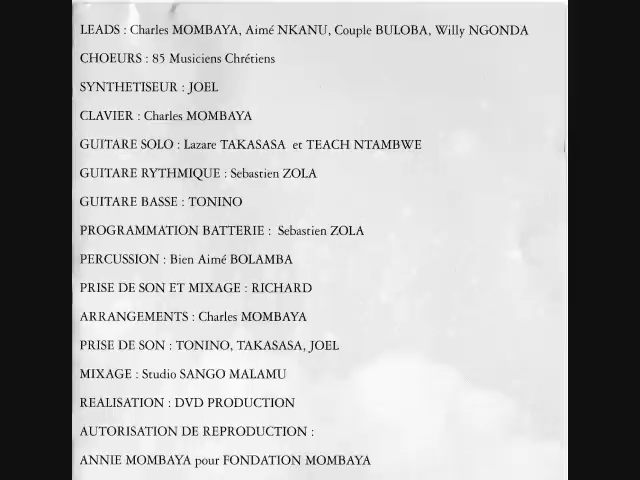 LEADS : Charles MOMBAYA, Aimé NKANU, Couple BULOBA, Willy NGONDA
CHOEURS : 85 Musiciens Chrétiens
SYNTHETISEUR : JOEL
CLAVIER : Charles MOMBAYA
GUITARE SOLO : Lazare TAKASASA et TEACH NTAMBWE
GUITARE RYTHMIQUE : Sebastien ZOLA
GUITARE BASSE : TONINO
PROGRAMMATION BATTERIE : Sebastien ZOLA
PERCUSSION : Bien Aimé BOLAMBA
PRISE DE SON ET MIXAGE : RICHARD
ARRANGEMENTS : Charles MOMBAYA
PRISE DE SON : TONINO, TAKASASA, JOEL
MIXAGE : Studio SANGO MALAMU
REALISATION : DVD PRODUCTION
AUTORISATION DE REPRODUCTION :
ANNIE MOMBAYA pour FONDATION MOMBAYA